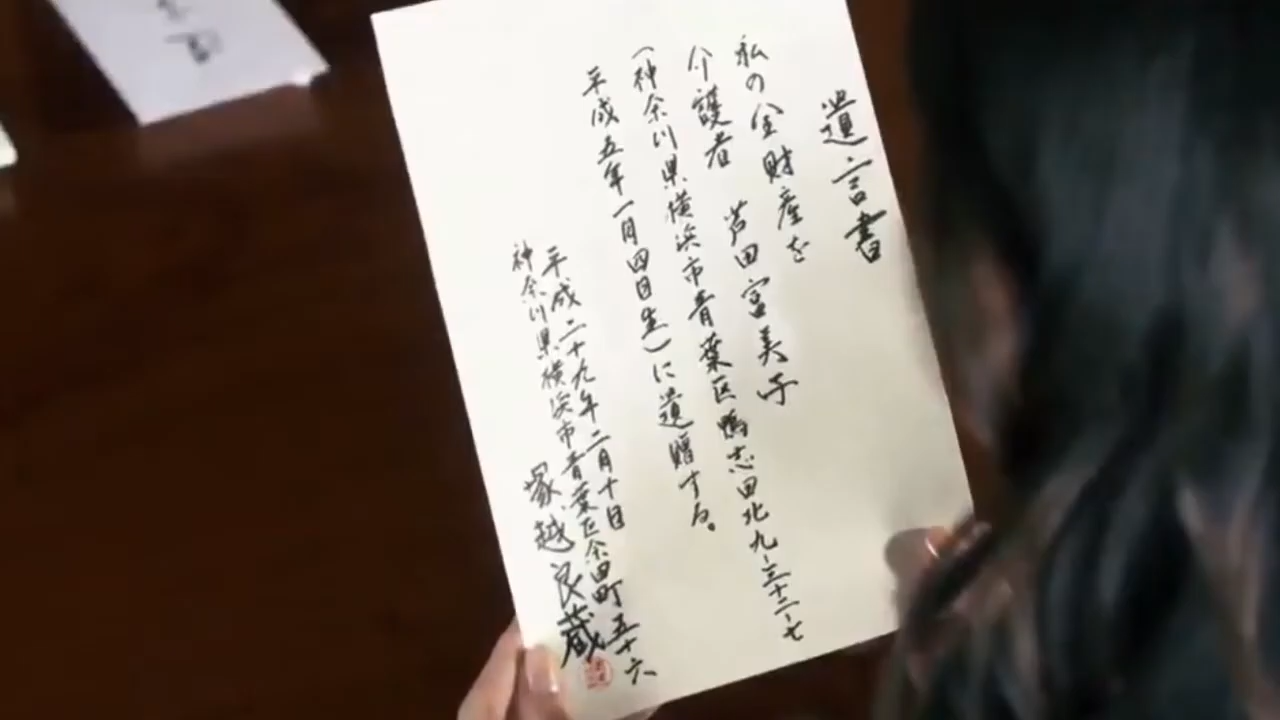 遺言書
私の全財産を
介護者 芦田富美子
(神奈川県横浜市青葉区鴨志田北九-三十二-七
平成五年一月四日生)に遺贈する。
平成二十九年二月十日
神奈川県横浜市青葉区余田町五十六
塚越良蔵